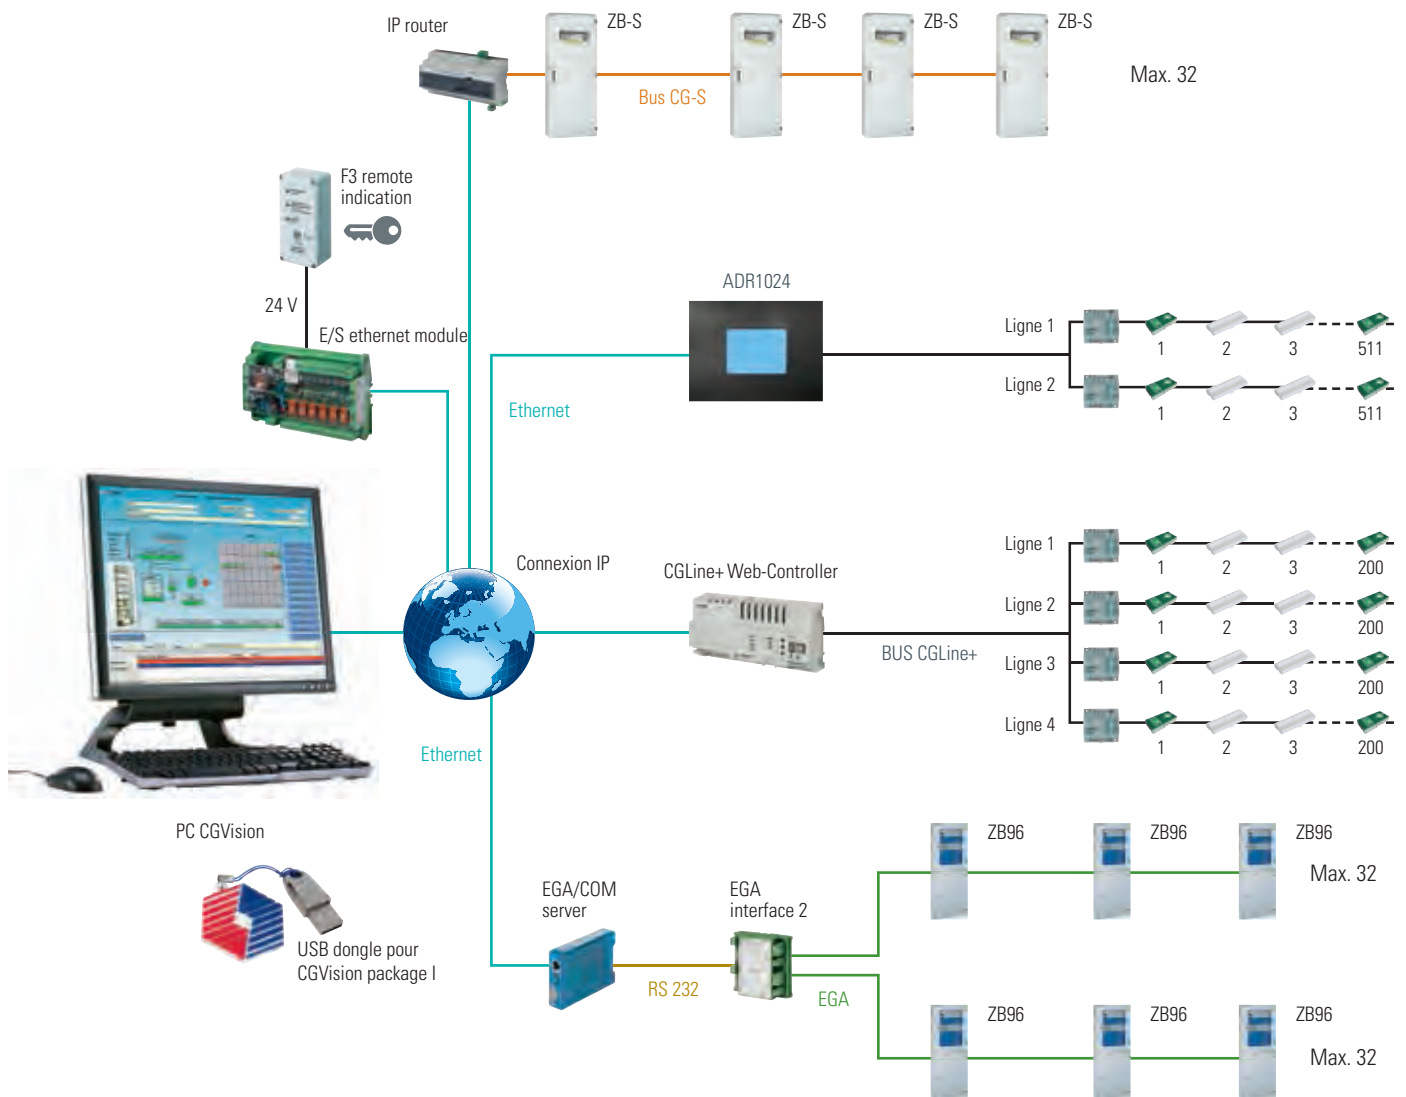 IP router
ZB-S
ZB-S
ZB-S
ZB-S
Max. 32
Bus CG-S
F3 remote
indication
24 V
E/S ethernet module
ADR1024
Ethernet
Ligne 1
1
2
3
511
Ligne 2
1
2
3
511
Connexion IP
CGLine+ Web-Controller
BUS CGLine+
Ligne 1
1
2
3
200
Ligne 2
1
2
3
200
Ligne 3
1
2
3
200
Ligne 4
1
2
3
200
Ethernet
PC CGVision
USB dongle pour
CGVision package I
EGA/COM
server
RS 232
EGA
interface 2
EGA
ZB96
ZB96
ZB96
Max. 32
ZB96
ZB96
ZB96
Max. 32